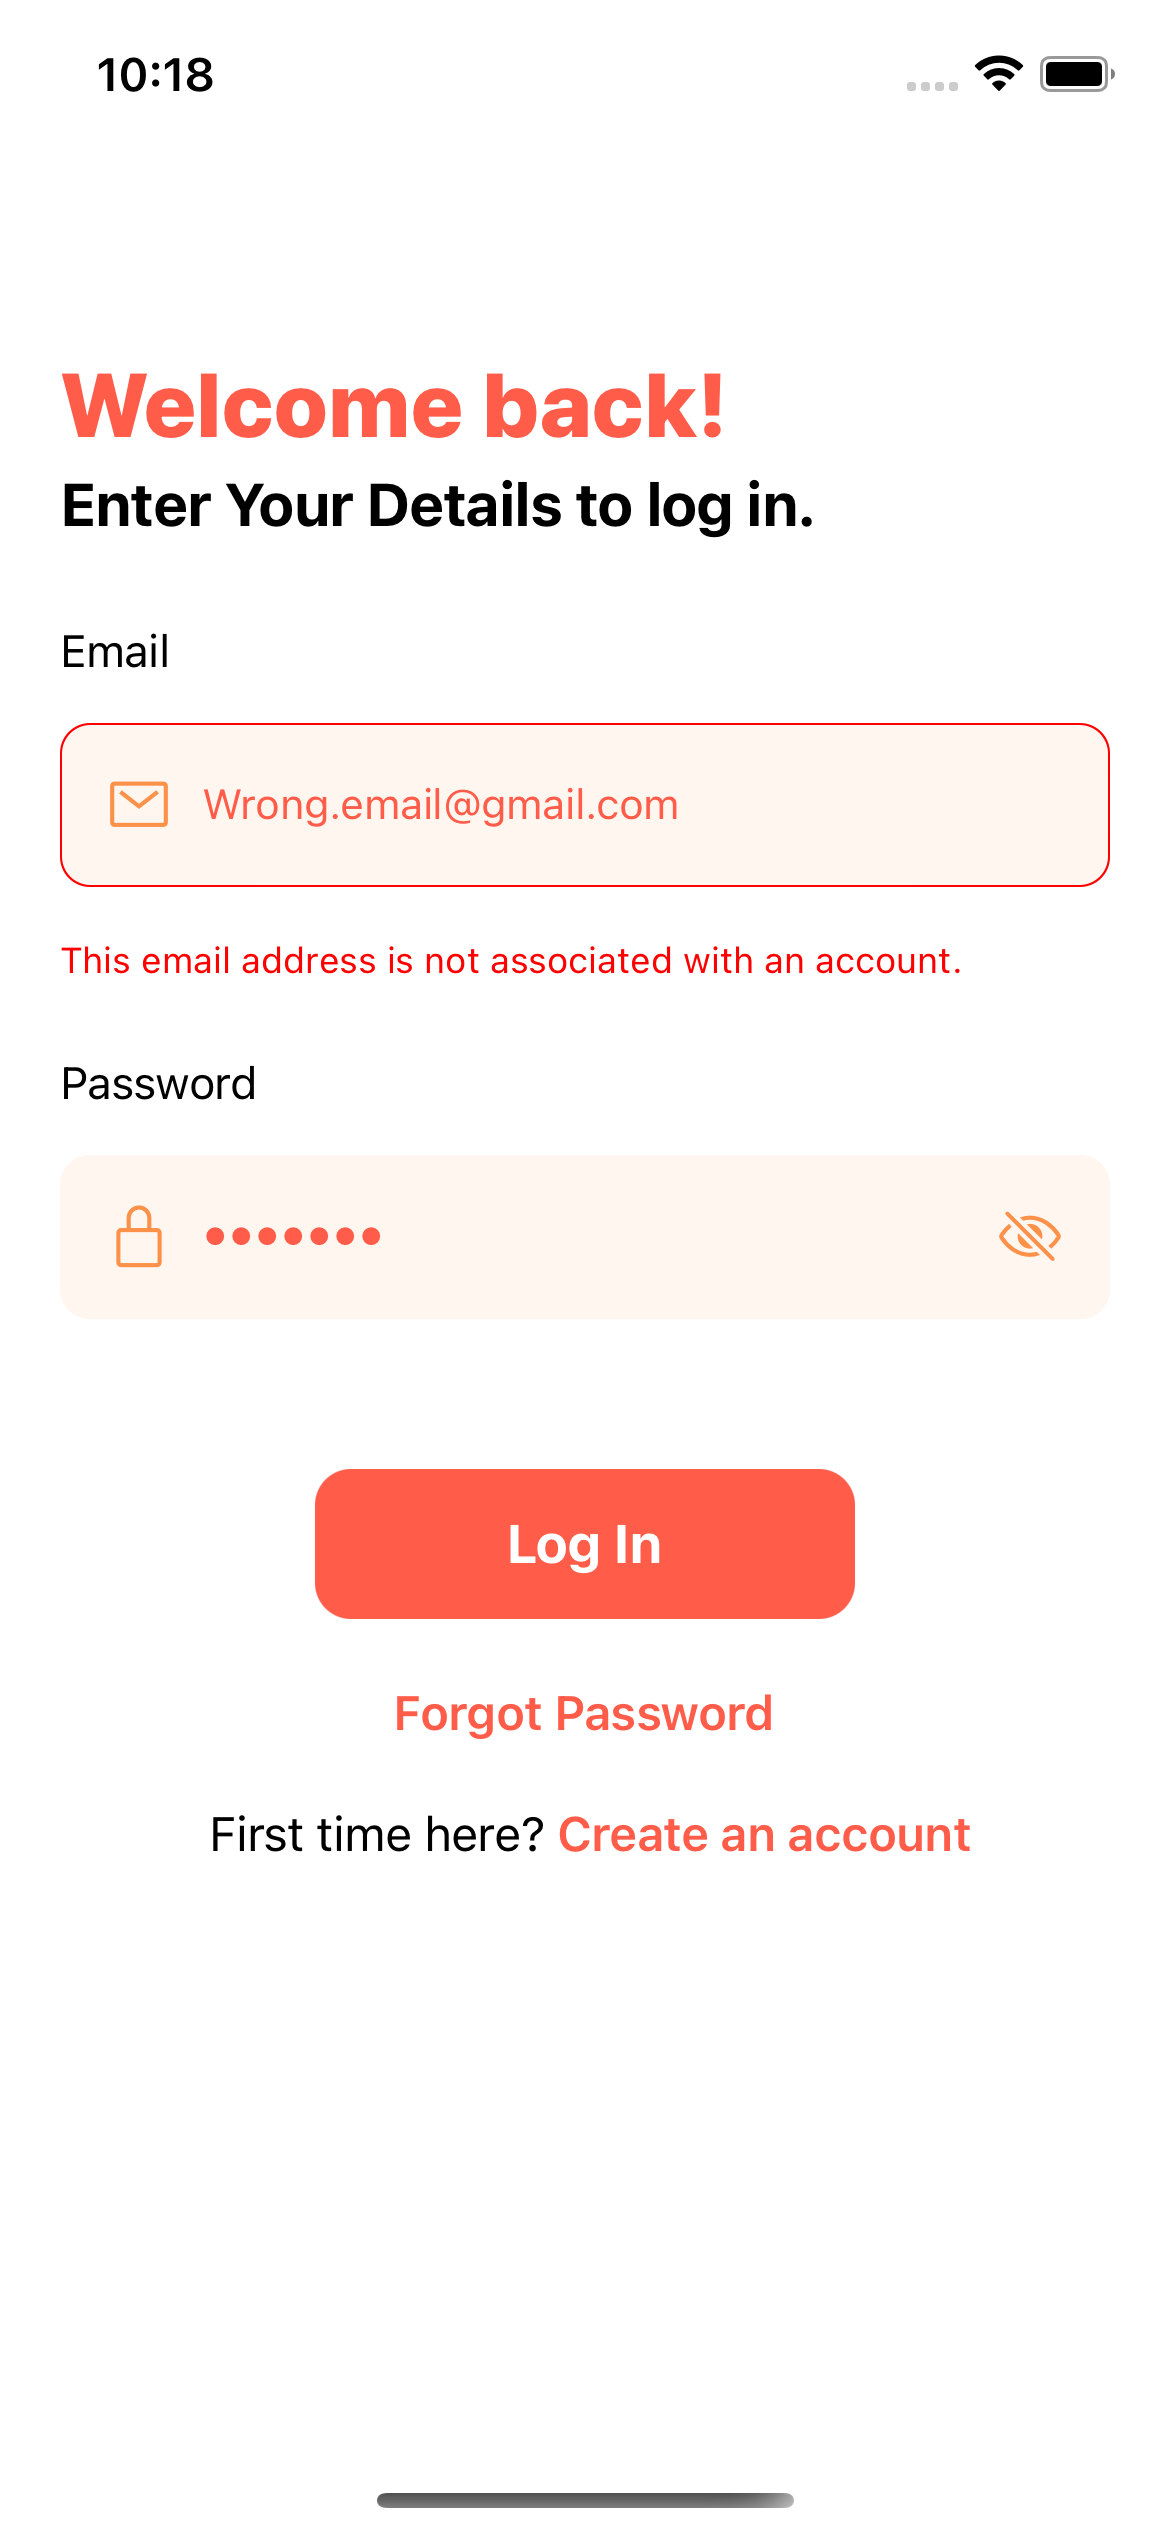 10:18
Welcome back!
Enter Your Details to log in.
Email
Wrong.email@gmail.com
This email address is not associated with an account.
Password
•••••••
Log In
Forgot Password
First time here? Create an account